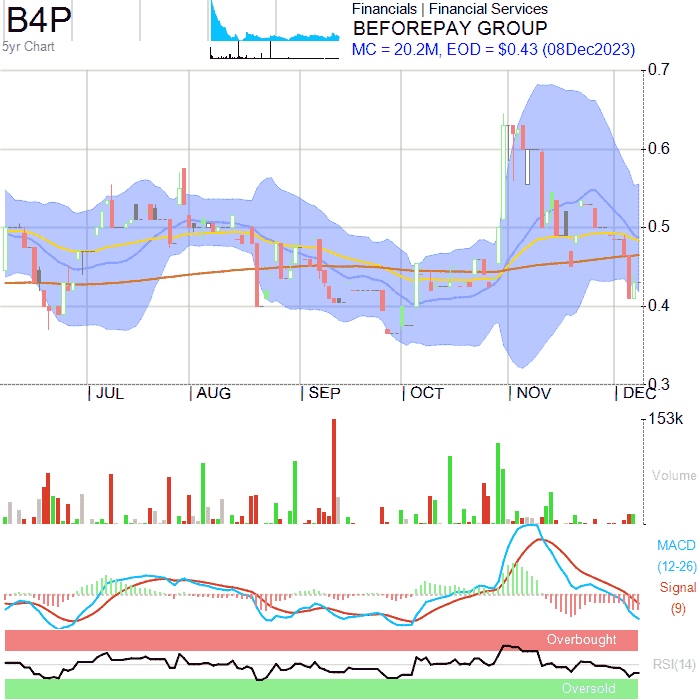 B4P
5yr Chart
Financials | Financial Services
BEFOREPAY GROUP
MC = 20.2M, EOD = $0.43 (08Dec2023)
0.7
0.6
0.5
0.4
0.3
JUL AUG SEP OCT NOV DEC
153k
Volume
MACD
(12-26)
Signal
(9)
Overbought
RSI(14)
Oversold